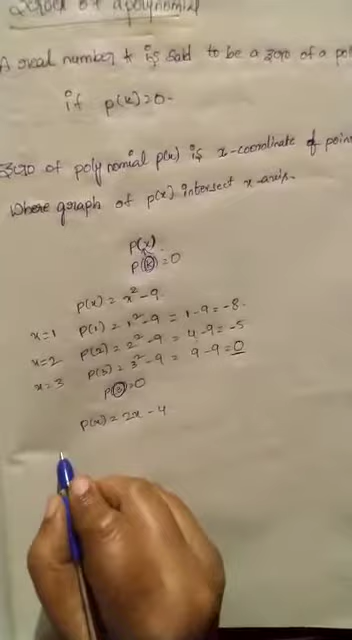 Zeroes of a polynomial
A real number k is said to be a zero of a pol
if p(k)=0.
Zero of polynomial p(x) is x-coordinate of point
Where graph of p(x) intersect x-axis.
p(x)
p(k)=0
p(x) = x²-9
x=1 p(1) = 1²-9 = 1-9 = -8.
x=2 p(2) = 2²-9 = 4-9 = -5
x=3 p(3) = 3²-9 = 9-9 = 0
p(3)=0
p(x) = 2x-4